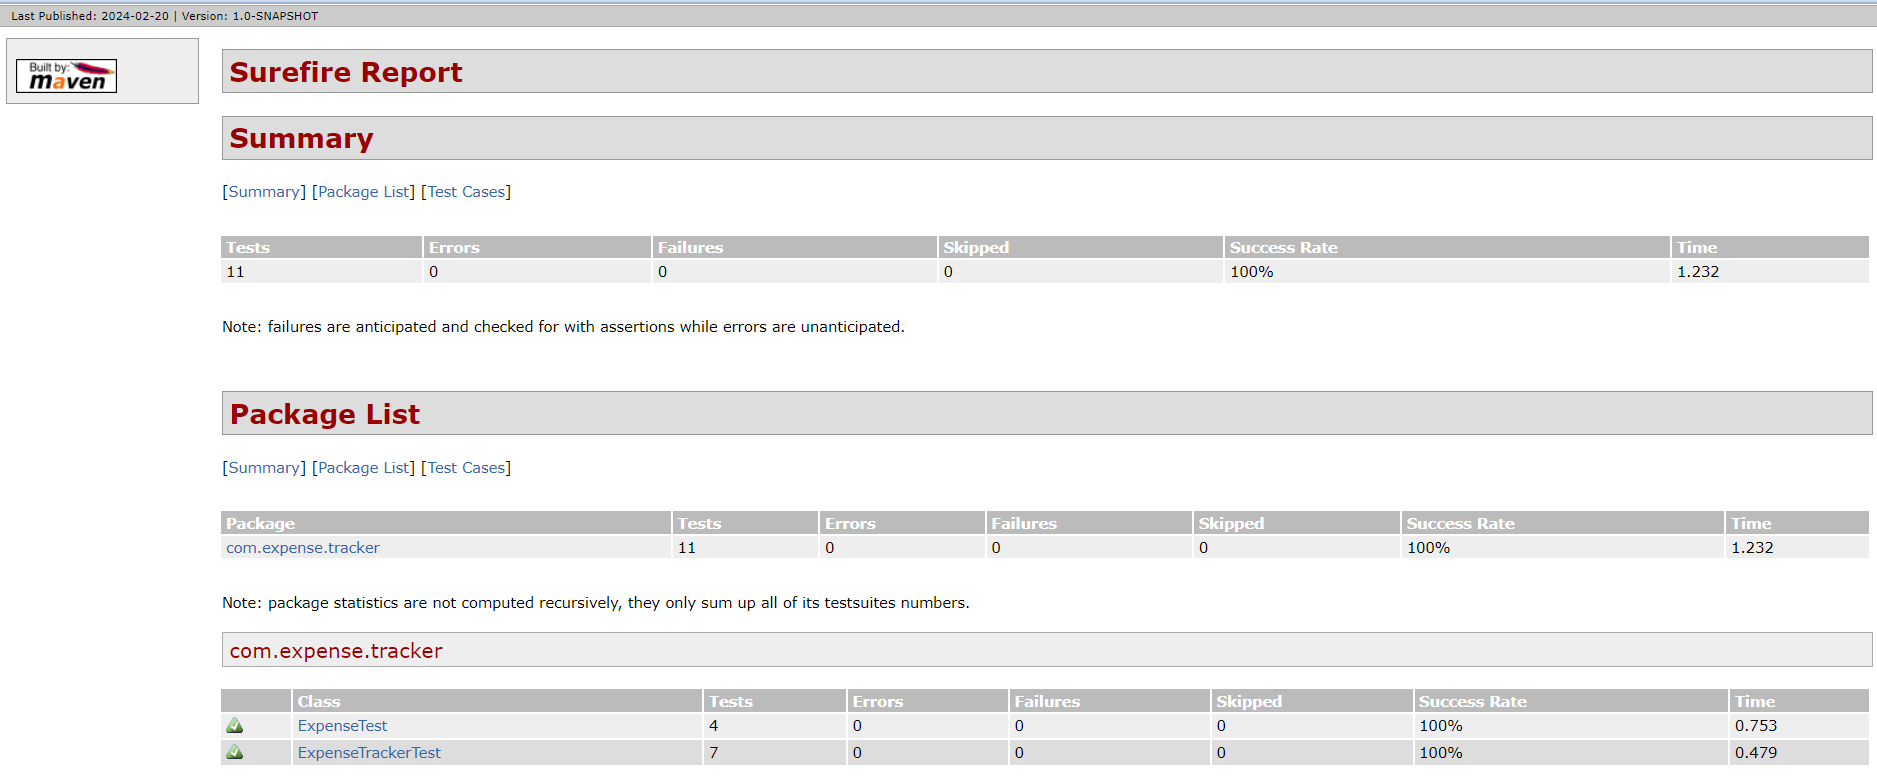 Last Published: 2024-02-20 | Version: 1.0-SNAPSHOT
Built by:
maven
Surefire Report
Summary
[Summary] [Package List] [Test Cases]
Tests Errors Failures Skipped Success Rate Time
11 0 0 0 100% 1.232
Note: failures are anticipated and checked for with assertions while errors are unanticipated.
Package List
[Summary] [Package List] [Test Cases]
Package Tests Errors Failures Skipped Success Rate Time
com.expense.tracker 11 0 0 0 100% 1.232
Note: package statistics are not computed recursively, they only sum up all of its testsuites numbers.
com.expense.tracker
Class Tests Errors Failures Skipped Success Rate Time
ExpenseTest 4 0 0 0 100% 0.753
ExpenseTrackerTest 7 0 0 0 100% 0.479